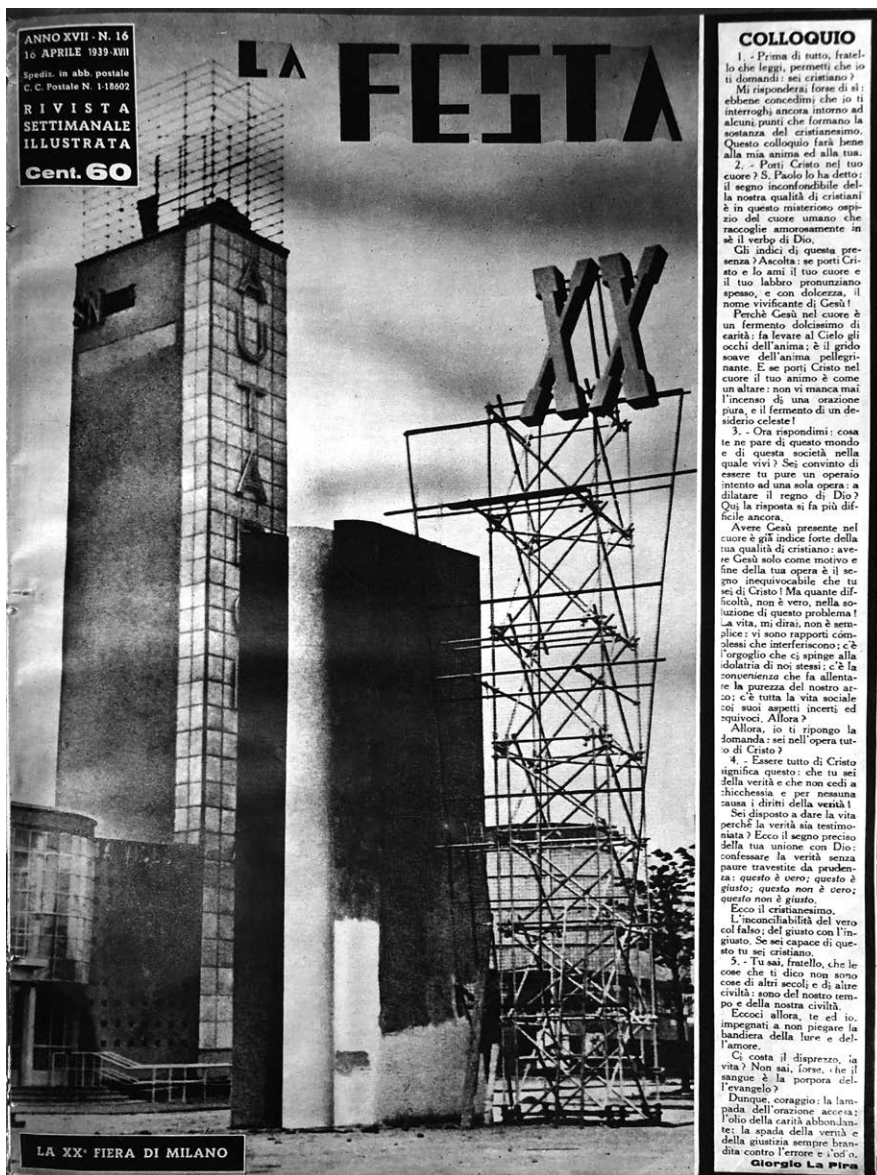 ANNO XVII - N. 16
16 APRILE 1939-XVII
Spediz. in abb. postale
C. C. Postale N. 1-18602
RIVISTA
SETTIMANALE
ILLUSTRATA
Cent. 60
LA FESTA
SN
AUTAR
XX
LA XXª FIERA DI MILANO
COLLOQUIO
1. - Prima di tutto, fratel-
lo che leggi, permetti che io
ti domandi: sei cristiano?
Mi risponderai forse di sì:
ebbene concedimi che io ti
interroghi ancora intorno ad
alcuni punti che formano la
sostanza del cristianesimo.
Questo colloquio farà bene
alla mia anima ed alla tua.
2. - Porti Cristo nel tuo
cuore? S. Paolo lo ha detto:
il segno inconfondibile del-
la nostra qualità di cristiani
è in questo misterioso ospi-
zio del cuore umano che
raccoglie amorosamente in
sè il verbo di Dio.
Gli indici di questa pre-
senza? Ascolta: se porti Cri-
sto e lo ami il tuo cuore e
il tuo labbro pronunziano
spesso, e con dolcezza, il
nome vivificante di Gesù!
Perchè Gesù nel cuore è
un fermento dolcissimo di
carità: fa levare al Cielo gli
occhi dell'anima; è il grido
soave dell'anima pellegri-
nante. E se porti Cristo nel
cuore il tuo animo è come
un altare: non vi manca mai
l'incenso di una orazione
pura, e il fermento di un de-
siderio celeste!
3. - Ora rispondimi: cosa
te ne pare di questo mondo
e di questa società nella
quale vivi? Sei convinto di
essere tu pure un operaio
intento ad una sola opera: a
dilatare il regno di Dio?
Qui la risposta si fa più dif-
ficile ancora.
Avere Gesù presente nel
cuore è già indice forte della
tua qualità di cristiano: ave-
re Gesù solo come motivo e
fine della tua opera è il se-
gno inequivocabile che tu
sei di Cristo! Ma quante dif-
ficoltà, non è vero, nella so-
luzione di questo problema!
La vita, mi dirai, non è sem-
plice: vi sono rapporti com-
plessi che interferiscono; c'è
l'orgoglio che ci spinge alla
idolatria di noi stessi; c'è la
convenienza che fa allenta-
re la purezza del nostro ar-
co; c'è tutta la vita sociale
coi suoi aspetti incerti ed
equivoci. Allora?
Allora, io ti ripongo la
domanda: sei nell'opera tut-
to di Cristo?
4. - Essere tutto di Cristo
significa questo: che tu sei
della verità e che non cedi a
chicchessia e per nessuna
causa i diritti della verità!
Sei disposto a dare la vita
perchè la verità sia testimo-
niata? Ecco il segno preciso
della tua unione con Dio:
confessare la verità senza
paure travestite da pruden-
za: questo è vero; questo è
giusto; questo non è vero;
questo non è giusto.
Ecco il cristianesimo.
L'inconciliabilità del vero
col falso; del giusto con l'in-
giusto. Se sei capace di que-
sto tu sei cristiano.
5. - Tu sai, fratello, che le
cose che ti dico non sono
cose di altri secoli e di altre
civiltà: sono del nostro tem-
po e della nostra civiltà.
Eccoci allora, te ed io,
impegnati a non piegare la
bandiera della luce e del-
l'amore.
Ci costa il disprezzo, la
vita? Non sai, forse, che il
sangue è la porpora del-
l'evangelo?
Dunque, coraggio: la lam-
pada dell'orazione accesa;
l'olio della carità abbondan-
te; la spada della verità e
della giustizia sempre bran-
dita contro l'errore e l'odio.
Giorgio La Pira